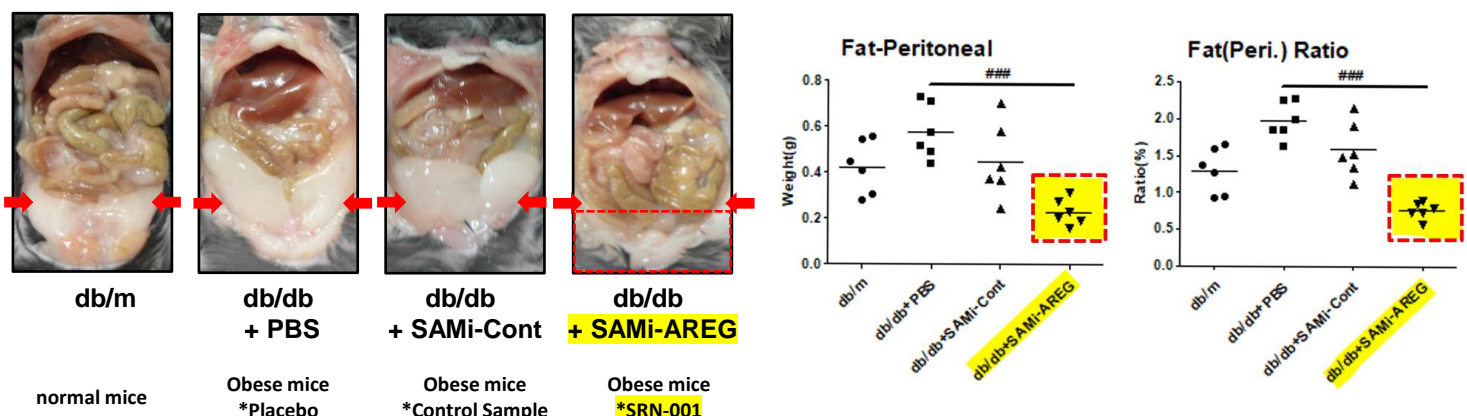 db/m
db/db
+ PBS
db/db
+ SAMi-Cont
db/db
+ SAMi-AREG
normal mice
Obese mice
*Placebo
Obese mice
*Control Sample
Obese mice
*SRN-001
Fat-Peritoneal
###
Weight(g)
0.8
0.6
0.4
0.2
0.0
db/m
db/db+PBS
db/db+SAMi-Cont
db/db+SAMi-AREG
Fat(Peri.) Ratio
###
Ratio(%)
2.5
2.0
1.5
1.0
0.5
0.0
db/m
db/db+PBS
db/db+SAMi-Cont
db/db+SAMi-AREG